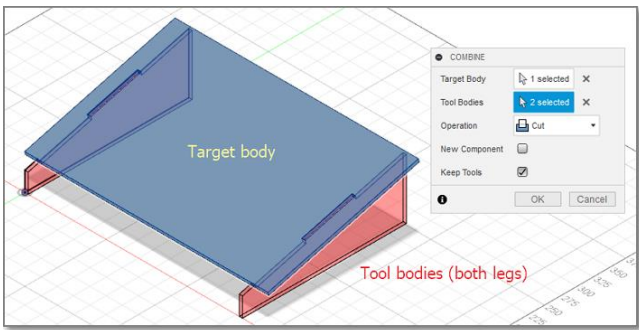 COMBINE
Target Body 1 selected
Tool Bodies 2 selected
Operation Cut
New Component
Keep Tools
OK Cancel
Target body
Tool bodies (both legs)
350
325
300
275
250
225